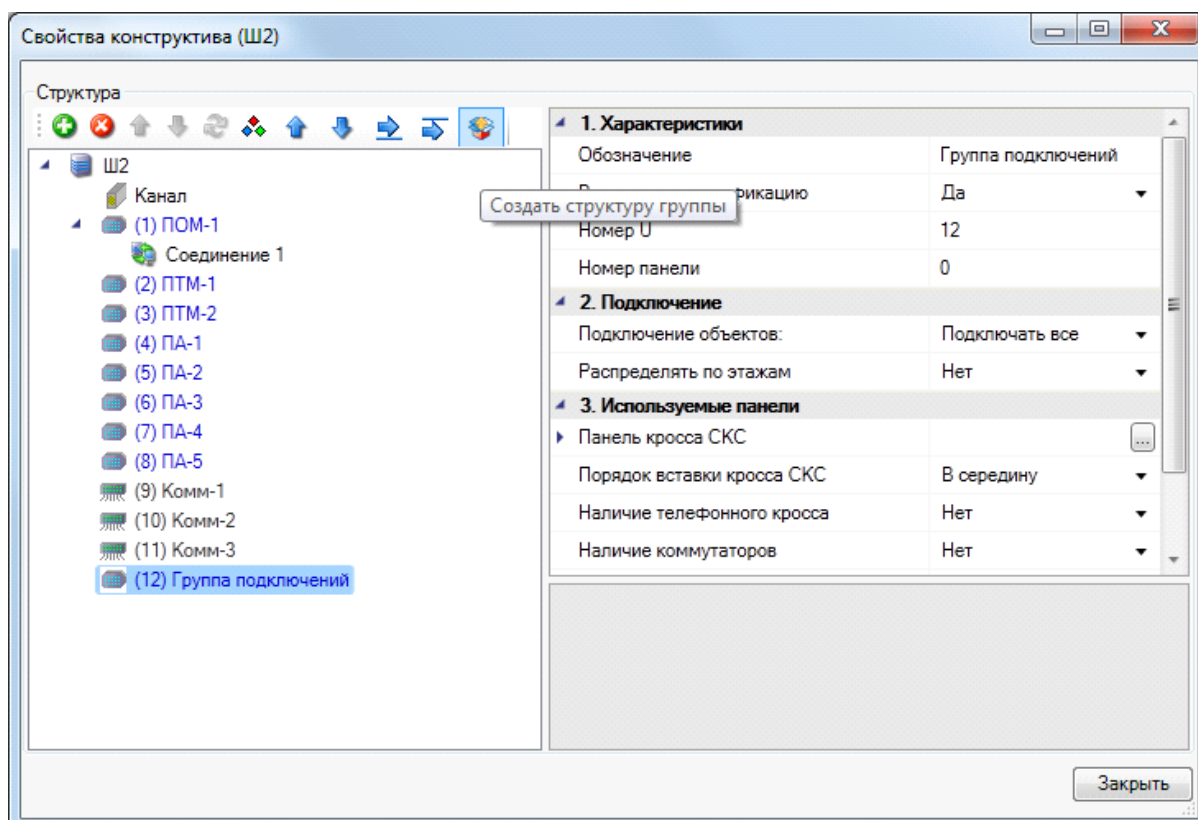 Свойства конструктива (Ш2)
Структура
Ш2
Канал
(1) ПОМ-1
Соединение 1
(2) ПТМ-1
(3) ПТМ-2
(4) ПА-1
(5) ПА-2
(6) ПА-3
(7) ПА-4
(8) ПА-5
(9) Комм-1
(10) Комм-2
(11) Комм-3
(12) Группа подключений
Создать структуру группы
1. Характеристики
Обозначение Группа подключений
Да
Номер U 12
Номер панели 0
2. Подключение
Подключение объектов: Подключать все
Распределять по этажам Нет
3. Используемые панели
Панель кросса СКС ...
Порядок вставки кросса СКС В середину
Наличие телефонного кросса Нет
Наличие коммутаторов Нет
Закрыть